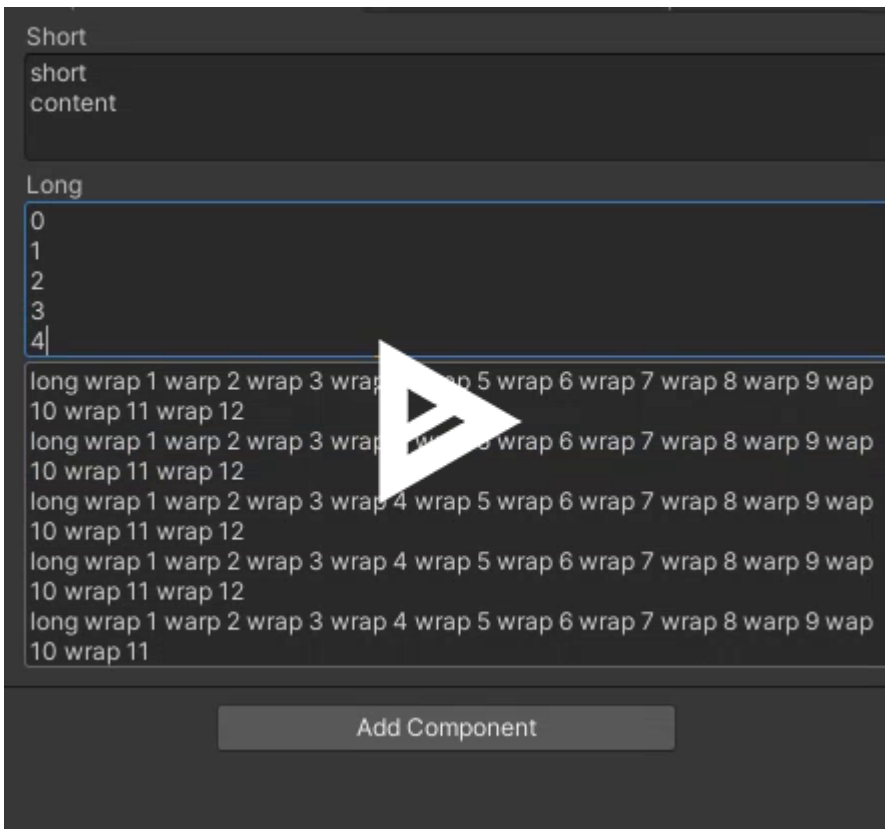 Short
short
content
Long
0
1
2
3
4
long wrap 1 warp 2 wrap 3 wrap 5 wrap 6 wrap 7 wrap 8 warp 9 wap
10 wrap 11 wrap 12
long wrap 1 warp 2 wrap 3 wrap wrap 6 wrap 7 wrap 8 warp 9 wap
10 wrap 11 wrap 12
long wrap 1 warp 2 wrap 3 wrap 4 wrap 5 wrap 6 wrap 7 wrap 8 warp 9 wap
10 wrap 11 wrap 12
long wrap 1 warp 2 wrap 3 wrap 4 wrap 5 wrap 6 wrap 7 wrap 8 warp 9 wap
10 wrap 11 wrap 12
long wrap 1 warp 2 wrap 3 wrap 4 wrap 5 wrap 6 wrap 7 wrap 8 warp 9 wap
10 wrap 11
Add Component